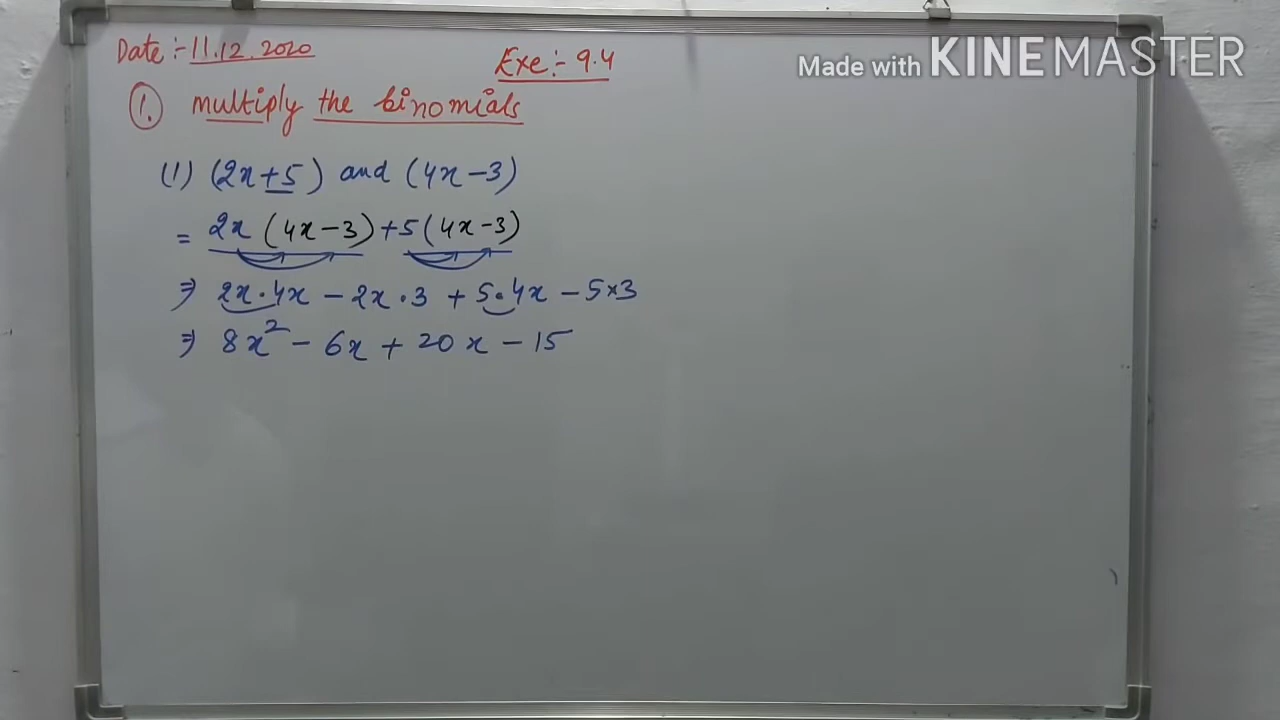 Date :- 11.12.2020
Exe :- 9.4
Made with KINEMASTER
1. multiply the binomials
(1) (2x+5) and (4x-3)
= 2x (4x-3) +5(4x-3)
⇒ 2x·4x - 2x·3 + 5·4x - 5×3
⇒ 8x² - 6x + 20x - 15